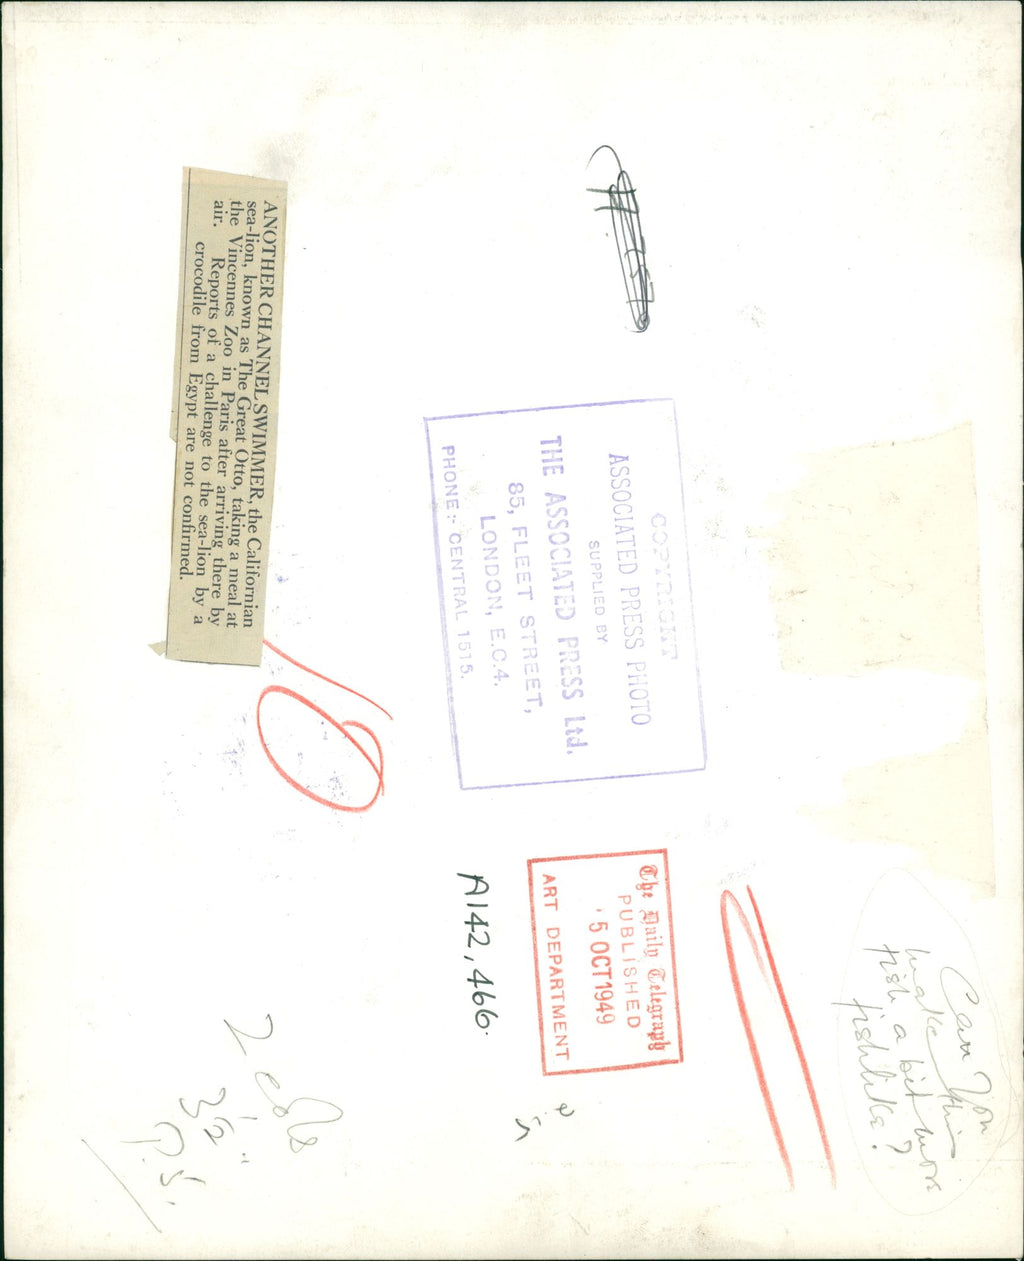 ANOTHER CHANNEL SWIMMER, the Californian
sea-lion, known as The Great Otto, taking a meal at
the Vincennes Zoo in Paris after arriving there by
air. Reports of a challenge to the sea-lion by a
crocodile from Egypt are not confirmed.
COPYRIGHT
ASSOCIATED PRESS PHOTO
SUPPLIED BY
THE ASSOCIATED PRESS Ltd.
85, FLEET STREET,
LONDON, E.C.4.
PHONE:- CENTRAL 1515.
The Daily Telegraph
PUBLISHED
5 OCT 1949
ART DEPARTMENT
A142,466.
Can you
make this
fish a bit more
fishlike?
2 cols
3½"
P.S.